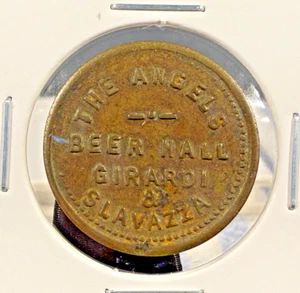 THE ANGELS
BEER HALL
GIRARDI
&
SLAVAZZA